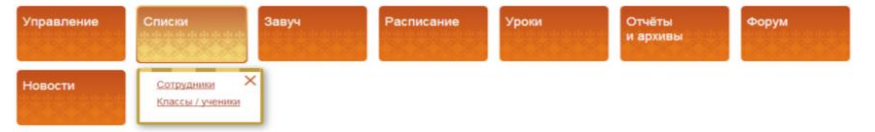 Управление
Списки
Завуч
Расписание
Уроки
Отчёты
и архивы
Форум
Новости
Сотрудники
Классы / ученики